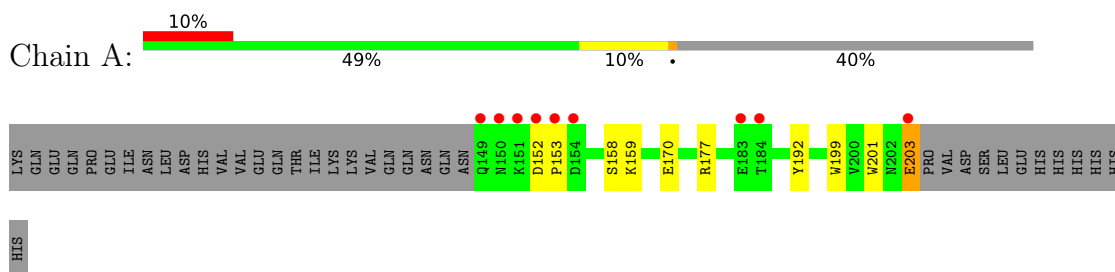 10%
Chain A:
49% 10% • 40%
LYS GLN GLU GLU GLN PRO GLU ILE ASN LEU ASP HIS VAL VAL GLU GLN THR ILE LYS LYS VAL GLN GLN ASN GLN ASN Q149 N150 K151 D152 P153 D154 S158 K159 E170 R177 E183 T184 Y192 W199 V200 W201 N202 E203 PRO VAL ASP SER LEU GLU HIS HIS HIS HIS HIS
HIS